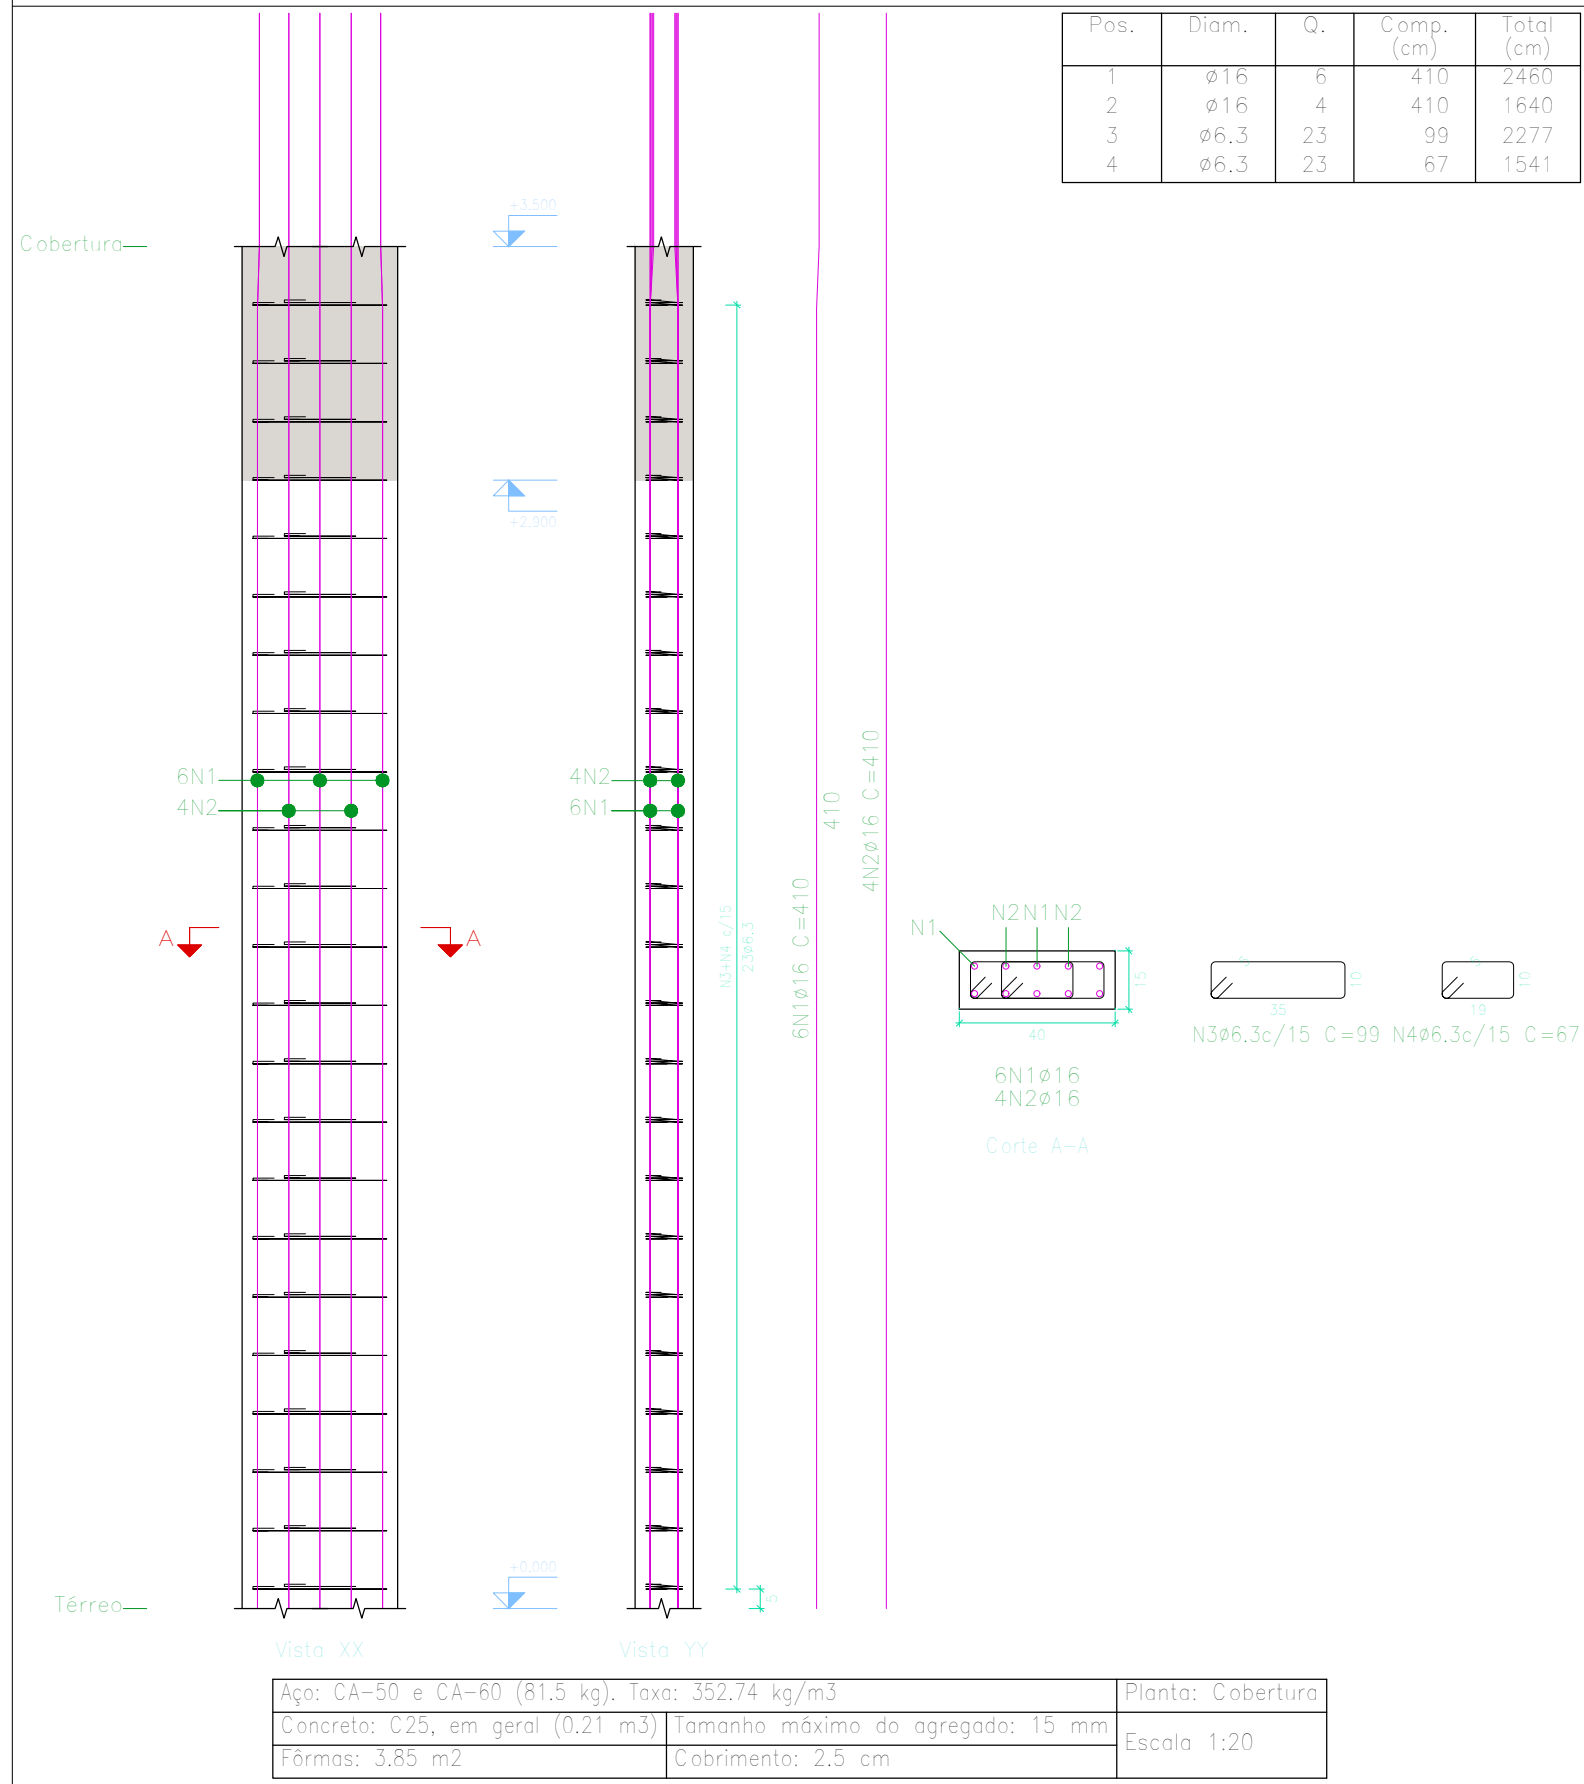 Pos. Diam. Q. Comp. (cm) Total (cm)
1 ø16 6 410 2460
2 ø16 4 410 1640
3 ø6.3 23 99 2277
4 ø6.3 23 67 1541
+3.500
Cobertura
+2.900
6N1
4N2
4N2
6N1
410
4N2ø16 C=410
6N1ø16 C=410
N3+N4 c/15
23ø6.3
A
A
N1
N2
N1
N2
15
40
6N1ø16
4N2ø16
Corte A-A
5
10
35
N3ø6.3c/15 C=99
5
10
19
N4ø6.3c/15 C=67
+0.000
5
Térreo
Vista XX
Vista YY
Aço: CA-50 e CA-60 (81.5 kg). Taxa: 352.74 kg/m3
Planta: Cobertura
Concreto: C25, em geral (0.21 m3)
Tamanho máximo do agregado: 15 mm
Escala 1:20
Fôrmas: 3.85 m2
Cobrimento: 2.5 cm